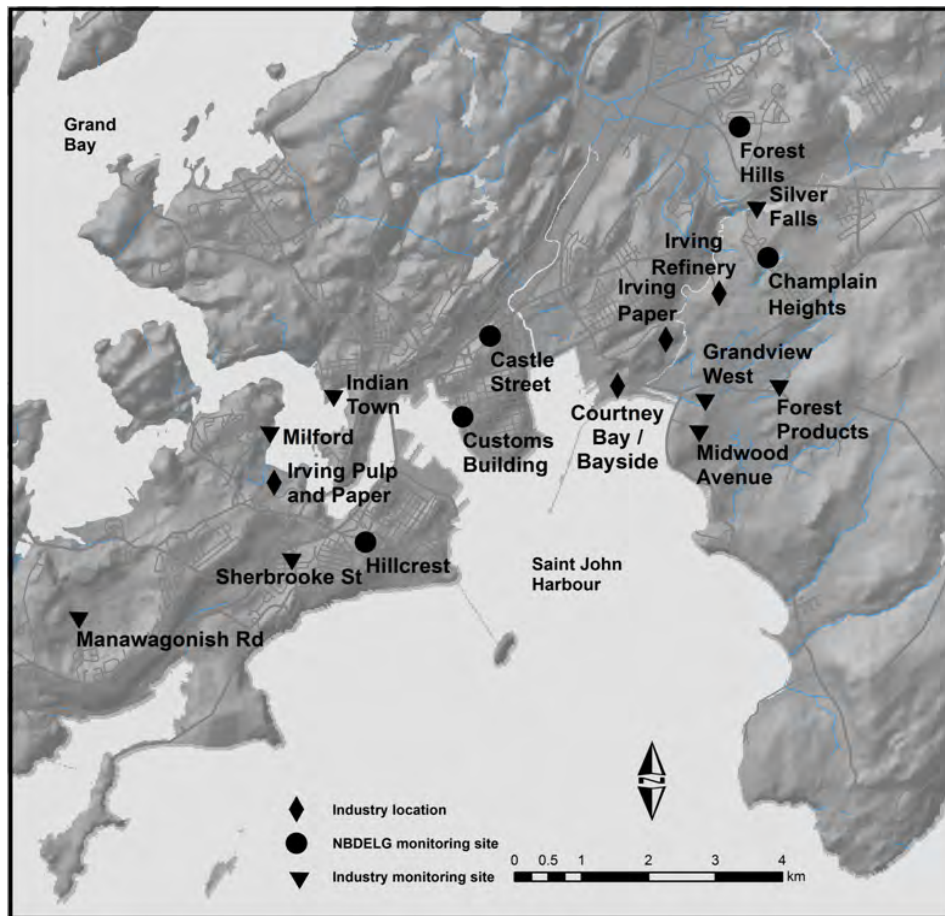 Grand
Bay
Forest
Hills
Silver
Falls
Irving
Refinery
Champlain
Heights
Irving
Paper
Castle
Street
Grandview
West
Indian
Town
Forest
Products
Courtney
Bay /
Bayside
Customs
Building
Milford
Midwood
Avenue
Irving Pulp
and Paper
Hillcrest
Sherbrooke St
Saint John
Harbour
Manawagonish Rd
N
Industry location
NBDELG monitoring site
Industry monitoring site
0 0.5 1 2 3 4
km